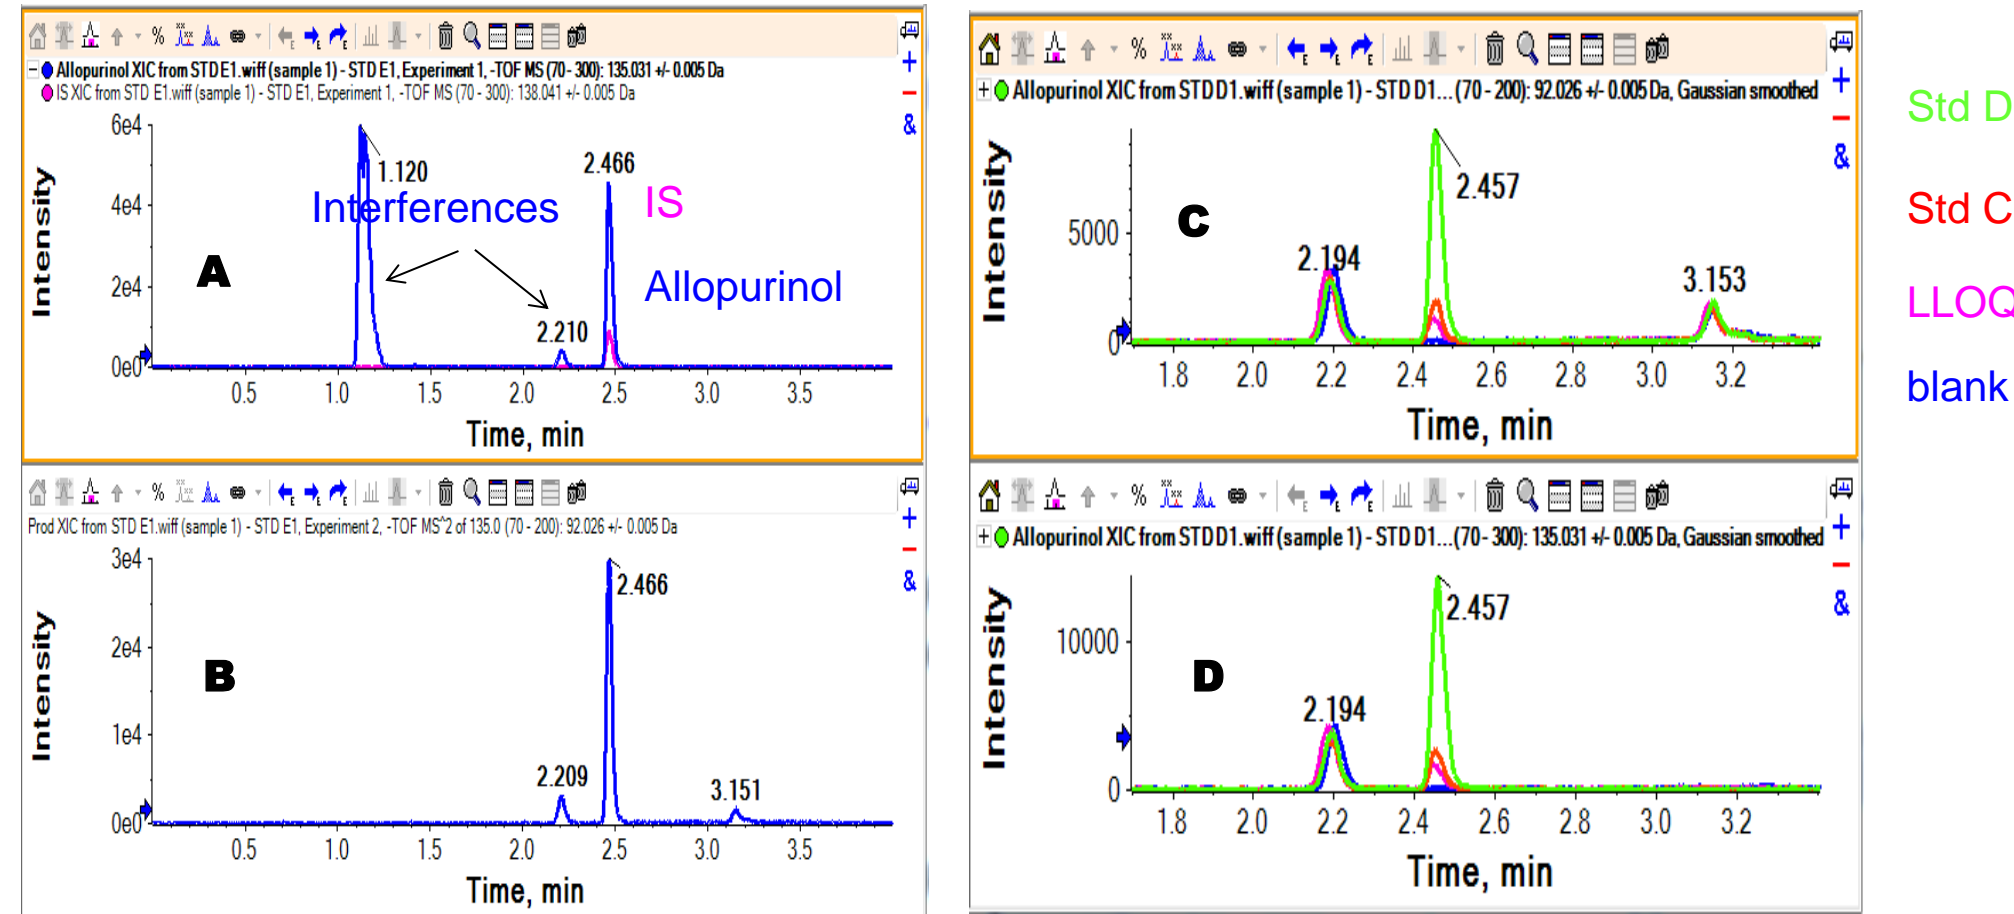 Allopurinol XIC from STD E1.wiff (sample 1) - STD E1, Experiment 1, -TOF MS (70 - 300): 135.031 +/- 0.005 Da
IS XIC from STD E1.wiff (sample 1) - STD E1, Experiment 1, -TOF MS (70 - 300): 138.041 +/- 0.005 Da
6e4
4e4
2e4
0e0
Intensity
1.120
2.466
2.210
Interferences
IS
Allopurinol
A
0.5 1.0 1.5 2.0 2.5 3.0 3.5
Time, min
Prod XIC from STD E1.wiff (sample 1) - STD E1, Experiment 2, -TOF MS^2 of 135.0 (70 - 200): 92.026 +/- 0.005 Da
3e4
2e4
1e4
0e0
Intensity
2.466
2.209
3.151
B
0.5 1.0 1.5 2.0 2.5 3.0 3.5
Time, min
Allopurinol XIC from STD D1.wiff (sample 1) - STD D1...(70 - 200): 92.026 +/- 0.005 Da, Gaussian smoothed
5000
0
Intensity
C
2.194
2.457
3.153
1.8 2.0 2.2 2.4 2.6 2.8 3.0 3.2
Time, min
Allopurinol XIC from STD D1.wiff (sample 1) - STD D1...(70 - 300): 135.031 +/- 0.005 Da, Gaussian smoothed
10000
0
Intensity
D
2.194
2.457
1.8 2.0 2.2 2.4 2.6 2.8 3.0 3.2
Time, min
Std D
Std C
LLOQ
blank